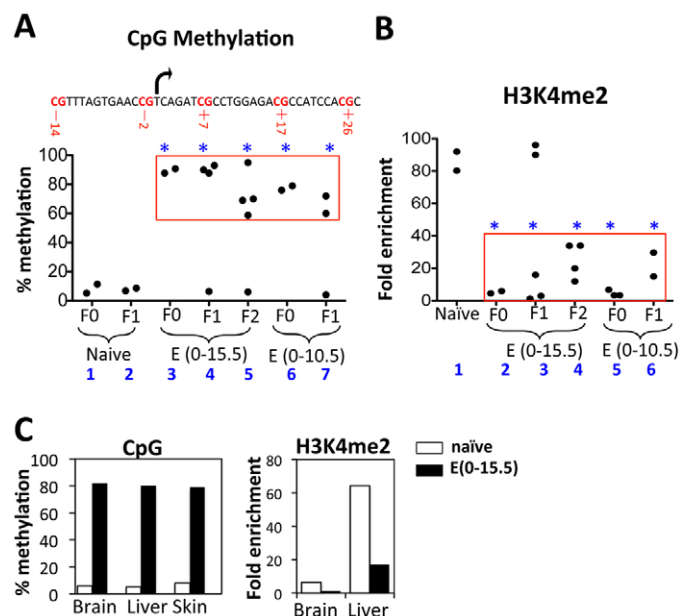 A
CpG Methylation
CGTTTAGTGAACCGTCAGATCGCCTGGAGACGCCATCCACGC
−14
−2
+7
+17
+26
* * * * *
% methylation
100
80
60
40
20
0
F0 F1 F0 F1 F2 F0 F1
Naive E (0-15.5) E (0-10.5)
1 2 3 4 5 6 7
B
H3K4me2
Fold enrichment
100
80
60
40
20
0
* * * * *
Naïve F0 F1 F2 F0 F1
E (0-15.5) E (0-10.5)
1 2 3 4 5 6
C
CpG
% methylation
100
80
60
40
20
0
Brain Liver Skin
H3K4me2
Fold enrichment
80
60
40
20
0
Brain Liver
naïve
E(0-15.5)